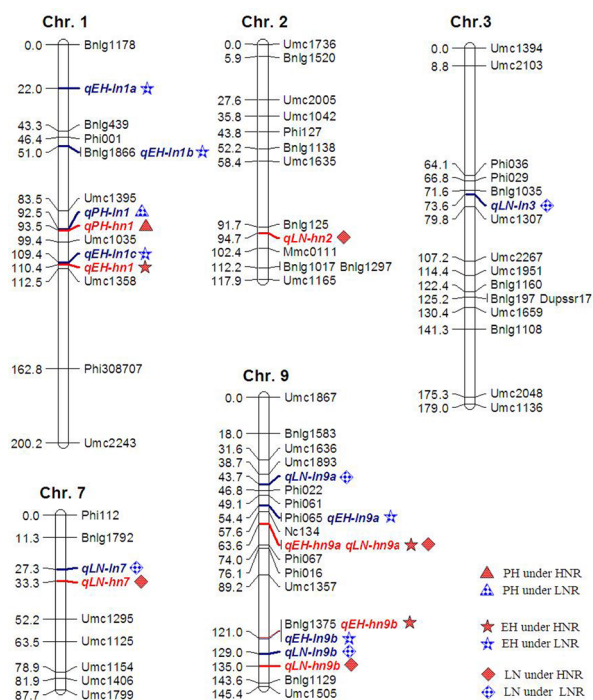 Chr. 1
0.0 Bnlg1178
22.0 qEH-ln1a
43.3 Bnlg439
46.4 Phi001
51.0 Bnlg1866 qEH-ln1b
83.5 Umc1395
92.5 qPH-ln1
93.5 qPH-hn1
99.4 Umc1035
109.4 qEH-ln1c
110.4 qEH-hn1
112.5 Umc1358
162.8 Phi308707
200.2 Umc2243
Chr. 2
0.0 Umc1736
5.9 Bnlg1520
27.6 Umc2005
35.8 Umc1042
43.8 Phi127
52.2 Bnlg1138
58.4 Umc1635
91.7 Bnlg125
94.7 qLN-hn2
102.4 Mmc0111
112.2 Bnlg1017 Bnlg1297
117.9 Umc1165
Chr.3
0.0 Umc1394
8.8 Umc2103
64.1 Phi036
66.8 Phi029
71.6 Bnlg1035
73.6 qLN-ln3
79.8 Umc1307
107.2 Umc2267
114.4 Umc1951
122.4 Bnlg1160
125.2 Bnlg197 Dupssr17
130.4 Umc1659
141.3 Bnlg1108
175.3 Umc2048
179.0 Umc1136
Chr. 7
0.0 Phi112
11.3 Bnlg1792
27.3 qLN-ln7
33.3 qLN-hn7
52.2 Umc1295
63.5 Umc1125
78.9 Umc1154
81.9 Umc1406
87.7 Umc1799
Chr. 9
0.0 Umc1867
18.0 Bnlg1583
31.6 Umc1636
38.7 Umc1893
43.7 qLN-ln9a
46.8 Phi022
49.1 Phi061
54.4 Phi065 qEH-ln9a
57.6 Nc134
63.6 qEH-hn9a qLN-hn9a
74.0 Phi067
76.1 Phi016
89.2 Umc1357
Bnlg1375 qEH-hn9b
121.0 qEH-ln9b
129.0 qLN-ln9b
135.0 qLN-hn9b
143.6 Bnlg1129
145.4 Umc1505
PH under HNR
PH under LNR
EH under HNR
EH under LNR
LN under HNR
LN under LNR